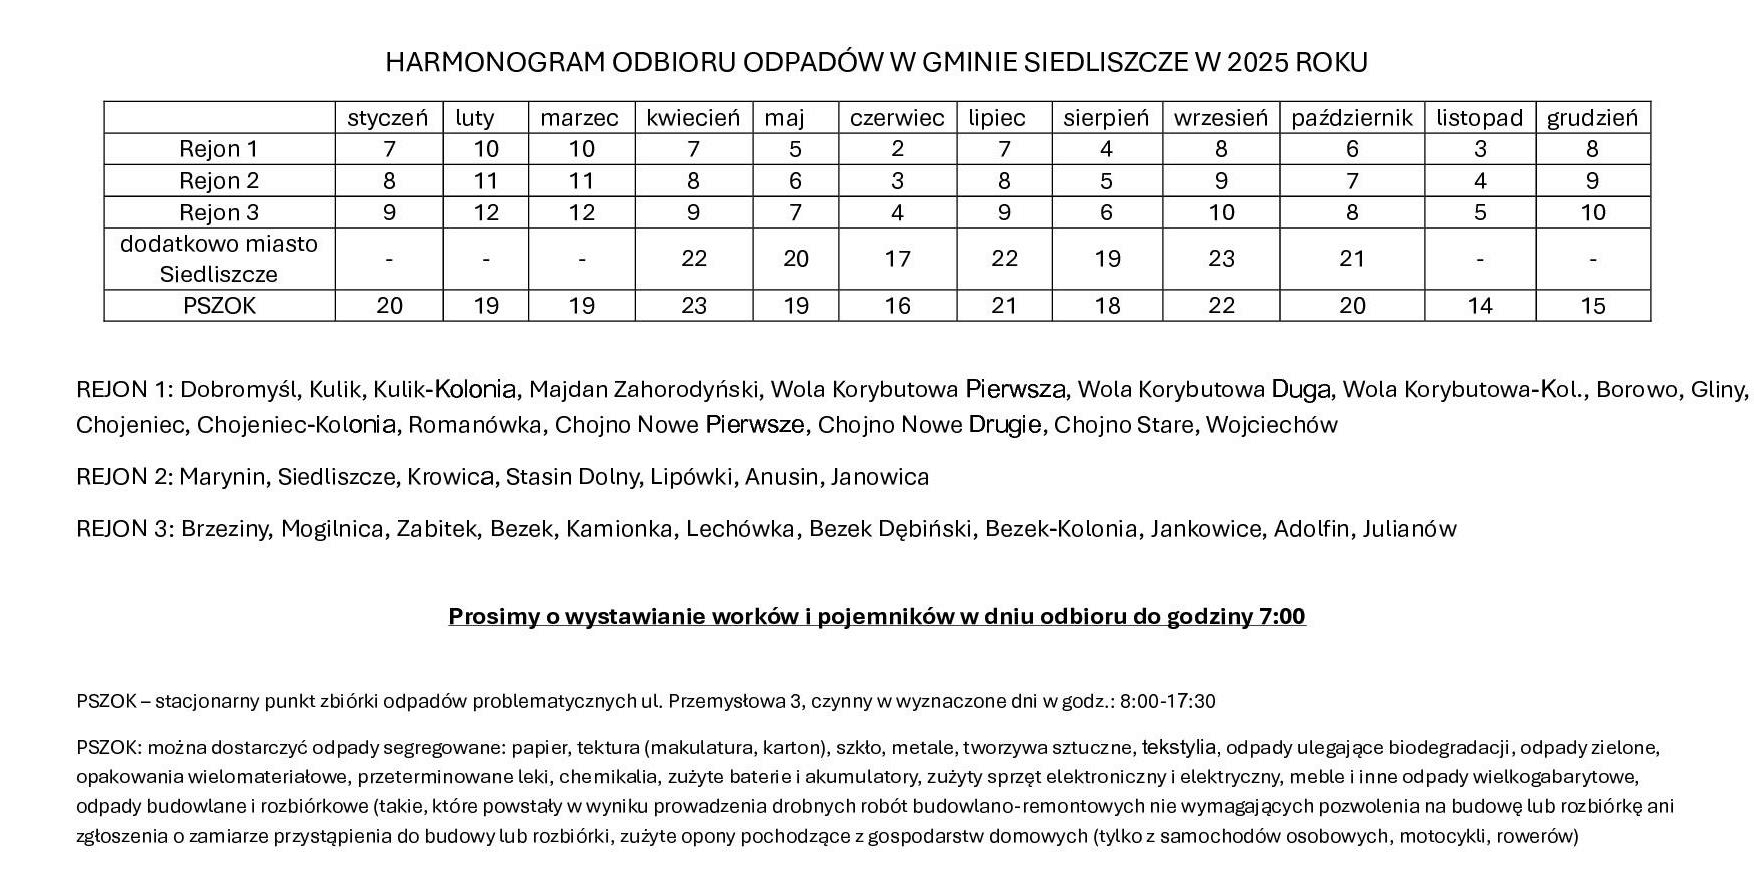 HARMONOGRAM ODBIORU ODPADÓW W GMINIE SIEDLISZCZE W 2025 ROKU
styczeń luty marzec kwiecień maj czerwiec lipiec sierpień wrzesień październik listopad grudzień
Rejon 1 7 10 10 7 5 2 7 4 8 6 3 8
Rejon 2 8 11 11 8 6 3 8 5 9 7 4 9
Rejon 3 9 12 12 9 7 4 9 6 10 8 5 10
dodatkowo miasto
Siedliszcze - - - 22 20 17 22 19 23 21 - -
PSZOK 20 19 19 23 19 16 21 18 22 20 14 15
REJON 1: Dobromyśl, Kulik, Kulik-Kolonia, Majdan Zahorodyński, Wola Korybutowa Pierwsza, Wola Korybutowa Duga, Wola Korybutowa-Kol., Borowo, Gliny,
Chojeniec, Chojeniec-Kolonia, Romanówka, Chojno Nowe Pierwsze, Chojno Nowe Drugie, Chojno Stare, Wojciechów
REJON 2: Marynin, Siedliszcze, Krowica, Stasin Dolny, Lipówki, Anusin, Janowica
REJON 3: Brzeziny, Mogilnica, Zabitek, Bezek, Kamionka, Lechówka, Bezek Dębiński, Bezek-Kolonia, Jankowice, Adolfin, Julianów
Prosimy o wystawianie worków i pojemników w dniu odbioru do godziny 7:00
PSZOK – stacjonarny punkt zbiórki odpadów problematycznych ul. Przemysłowa 3, czynny w wyznaczone dni w godz.: 8:00-17:30
PSZOK: można dostarczyć odpady segregowane: papier, tektura (makulatura, karton), szkło, metale, tworzywa sztuczne, tekstylia, odpady ulegające biodegradacji, odpady zielone,
opakowania wielomateriałowe, przeterminowane leki, chemikalia, zużyte baterie i akumulatory, zużyty sprzęt elektroniczny i elektryczny, meble i inne odpady wielkogabarytowe,
odpady budowlane i rozbiórkowe (takie, które powstały w wyniku prowadzenia drobnych robót budowlano-remontowych nie wymagających pozwolenia na budowę lub rozbiórkę ani
zgłoszenia o zamiarze przystąpienia do budowy lub rozbiórki, zużyte opony pochodzące z gospodarstw domowych (tylko z samochodów osobowych, motocykli, rowerów)